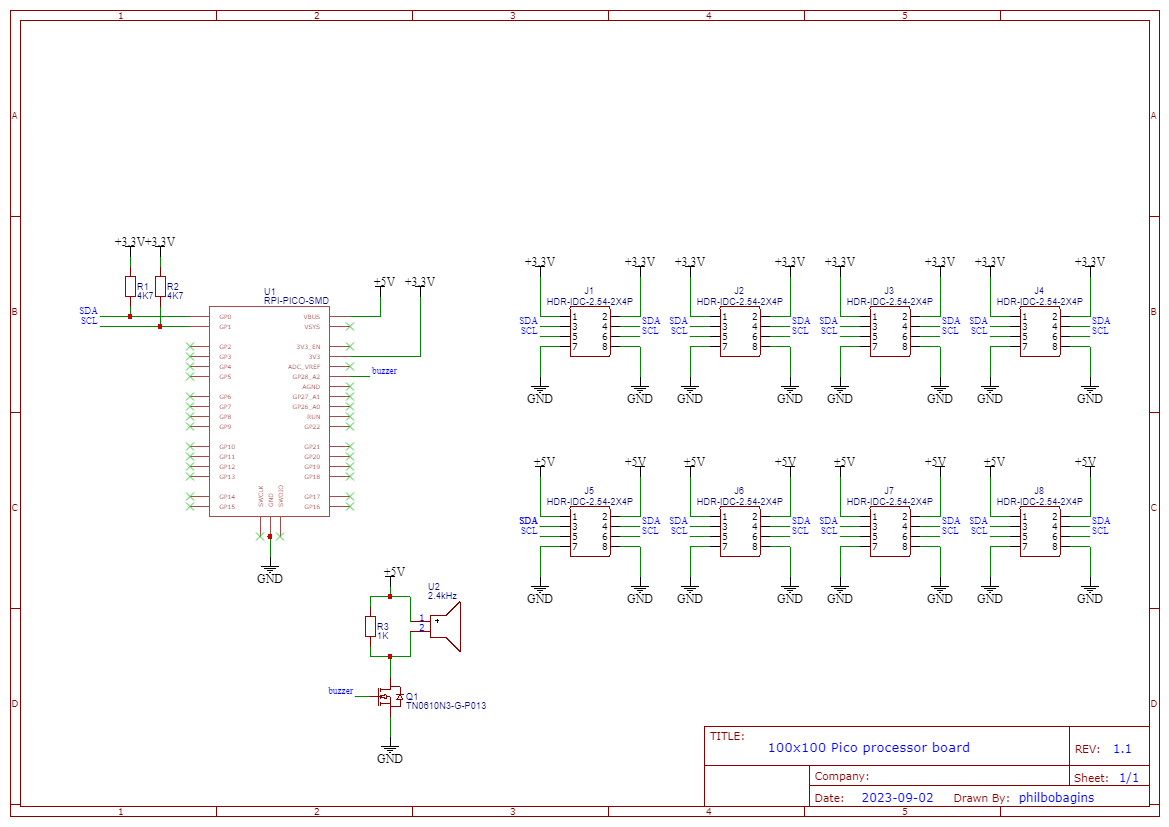 1 2 3 4 5
A A
+3.3V +3.3V
+3.3V +3.3V +3.3V +3.3V +3.3V +3.3V +3.3V +3.3V
R1 R2
4K7 4K7
U1
RPI-PICO-SMD
+5V +3.3V
J1 J2 J3 J4
HDR-IDC-2.54-2X4P HDR-IDC-2.54-2X4P HDR-IDC-2.54-2X4P HDR-IDC-2.54-2X4P
B B
SDA
SCL
GP0 VBUS
GP1 VSYS
GP2 3V3_EN
GP3 3V3
GP4 ADC_VREF
GP5 GP28_A2 buzzer
AGND
GP6 GP27_A1
GP7 GP26_A0
GP8 RUN
GP9 GP22
GP10 GP21
GP11 GP20
GP12 GP19
GP13 GP18
GP14 GP17
GP15 GP16
SWCLK GND SWDIO
GND
1 2 1 2 1 2 1 2
SDA 3 4 SDA SDA 3 4 SDA SDA 3 4 SDA SDA 3 4 SDA
SCL 5 6 SCL SCL 5 6 SCL SCL 5 6 SCL SCL 5 6 SCL
7 8 7 8 7 8 7 8
GND GND GND GND GND GND GND GND
+5V +5V +5V +5V +5V +5V +5V +5V
J5 J6 J7 J8
HDR-IDC-2.54-2X4P HDR-IDC-2.54-2X4P HDR-IDC-2.54-2X4P HDR-IDC-2.54-2X4P
C C
1 2 1 2 1 2 1 2
SDA 3 4 SDA SDA 3 4 SDA SDA 3 4 SDA SDA 3 4 SDA
SCL 5 6 SCL SCL 5 6 SCL SCL 5 6 SCL SCL 5 6 SCL
7 8 7 8 7 8 7 8
GND GND GND GND GND GND GND GND
+5V
U2
2.4kHz
R3
1K
1
2
+
buzzer
Q1
TN0610N3-G-P013
GND
D D
TITLE:
100x100 Pico processor board
REV: 1.1
Company:
Sheet: 1/1
Date: 2023-09-02 Drawn By: philbobagins
1 2 3 4 5